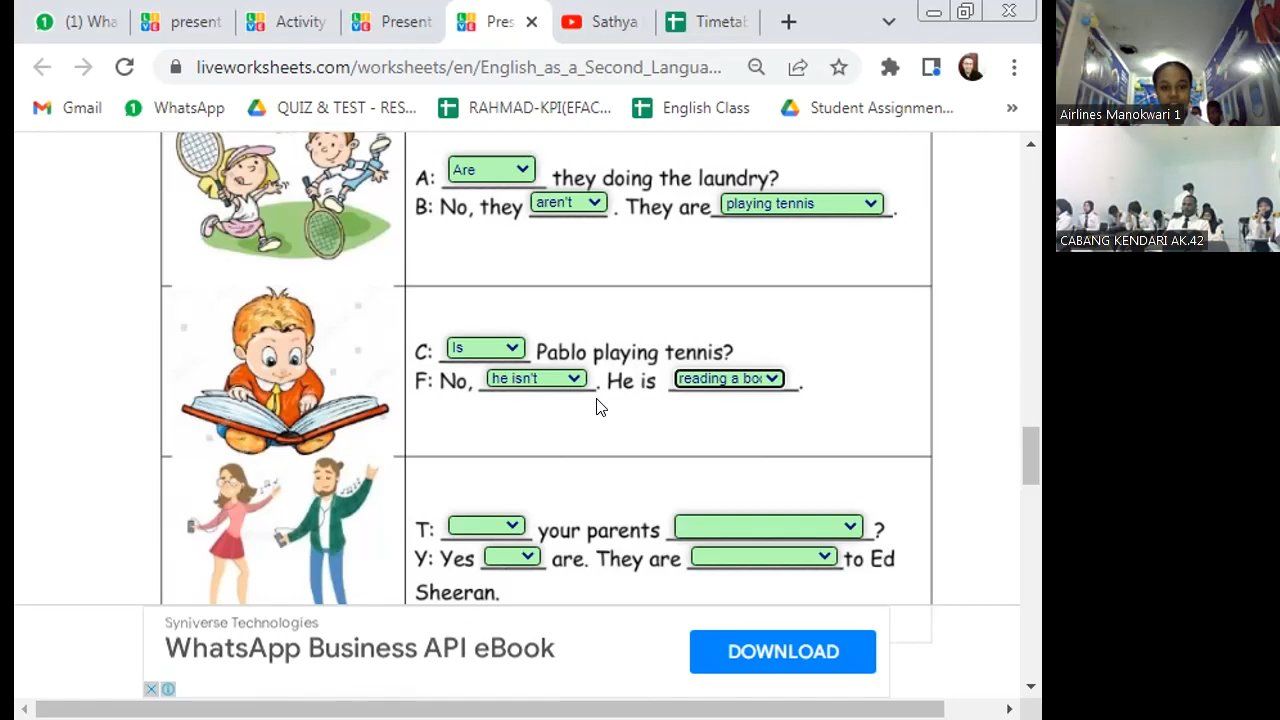 (1) Wha
present
Activity
Present
Pres
Sathya
Timetab
liveworksheets.com/worksheets/en/English_as_a_Second_Langua...
Gmail
WhatsApp
QUIZ & TEST - RES...
RAHMAD-KPI(EFAC...
English Class
Student Assignmen...
»
A: Are they doing the laundry?
B: No, they aren't . They are playing tennis .
C: Is Pablo playing tennis?
F: No, he isn't . He is reading a boo .
T: your parents ?
Y: Yes are. They are to Ed
Sheeran.
Syniverse Technologies
WhatsApp Business API eBook
DOWNLOAD
Airlines Manokwari 1
CABANG KENDARI AK.42